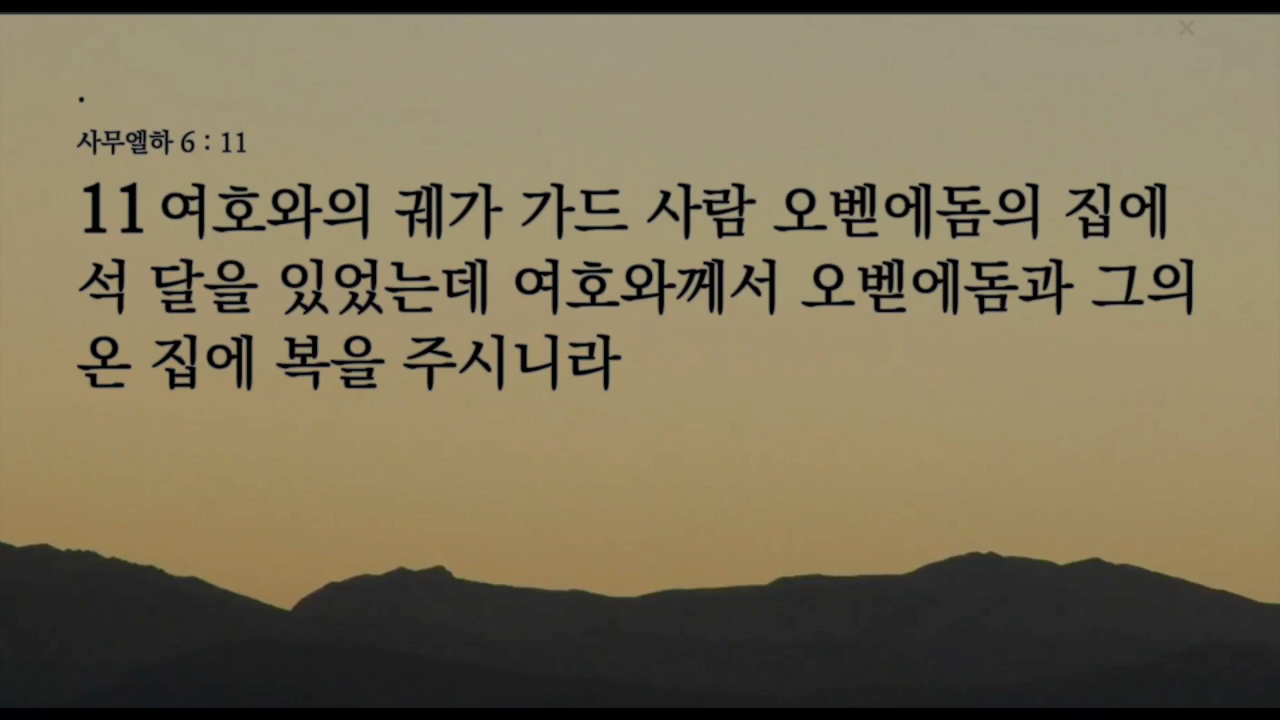 사무엘하 6 : 11
11 여호와의 궤가 가드 사람 오벧에돔의 집에
석 달을 있었는데 여호와께서 오벧에돔과 그의
온 집에 복을 주시니라